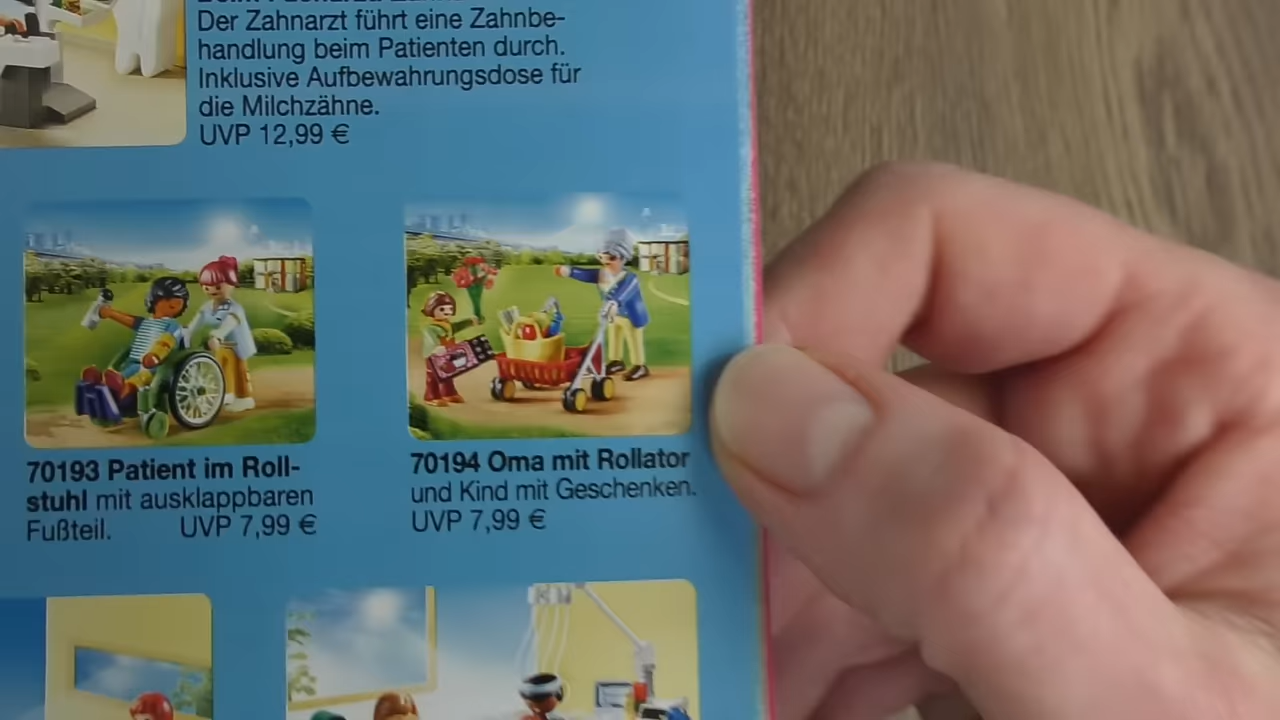 Der Zahnarzt führt eine Zahnbe-
handlung beim Patienten durch.
Inklusive Aufbewahrungsdose für
die Milchzähne.
UVP 12,99 €
70193 Patient im Roll-
stuhl mit ausklappbaren
Fußteil. UVP 7,99 €
70194 Oma mit Rollator
und Kind mit Geschenken.
UVP 7,99 €